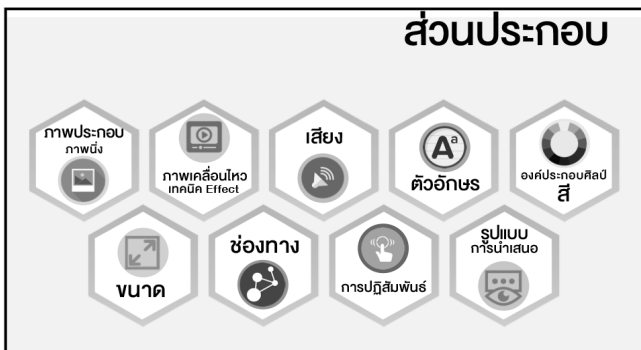 ส่วนประกอบ
ภาพประกอบ
ภาพนิ่ง
ภาพเคลื่อนไหว
เทคนิค Effect
เสียง
Aa
ตัวอักษร
องค์ประกอบศิลป์
สี
ขนาด
ช่องทาง
การปฏิสัมพันธ์
รูปแบบ
การนำเสนอ